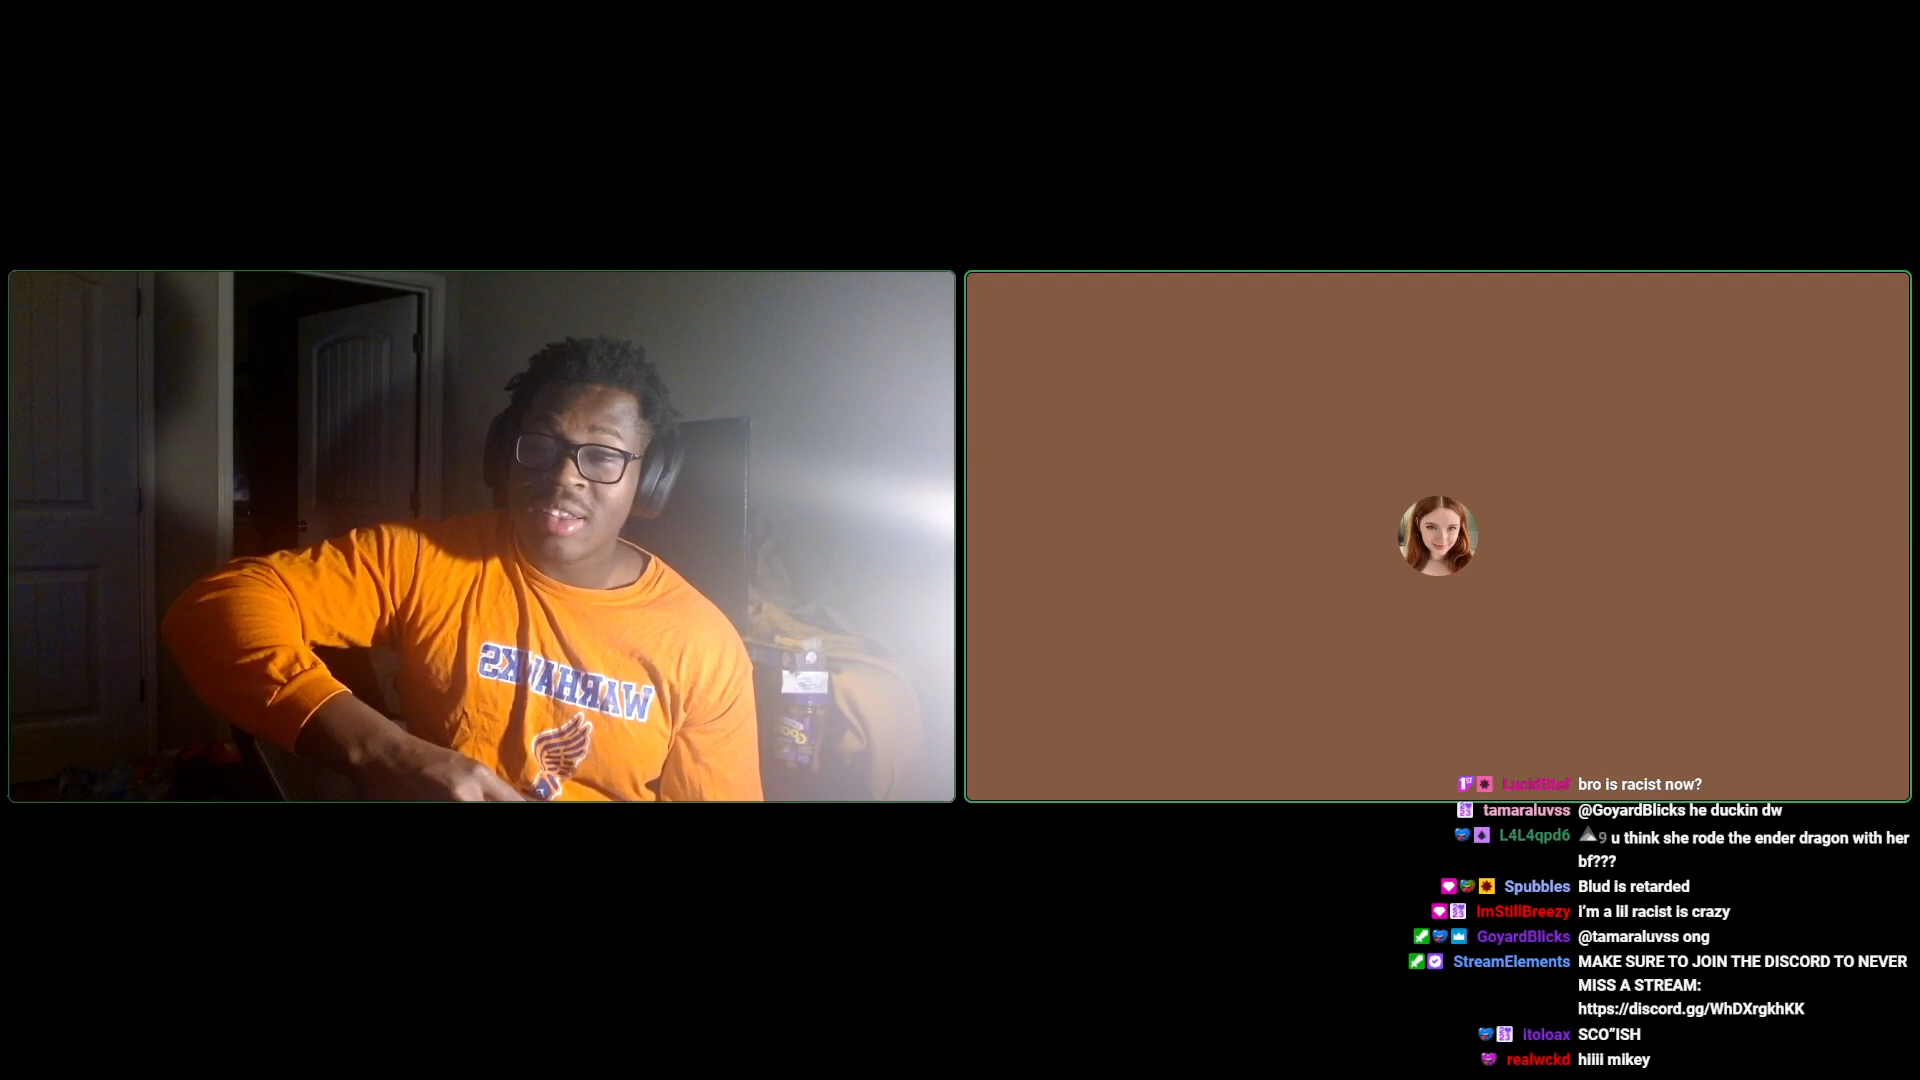 WARHAWKS
bro is racist now?
tamaraluvss @GoyardBlicks he duckin dw
L4L4qpd6 9 u think she rode the ender dragon with her
bf???
Spubbles Blud is retarded
ImStillBreezy i'm a lil racist is crazy
GoyardBlicks @tamaraluvss ong
StreamElements MAKE SURE TO JOIN THE DISCORD TO NEVER
MISS A STREAM:
https://discord.gg/WhDXrgkhKK
itoloax SCO"ISH
realwckd hiiii mikey